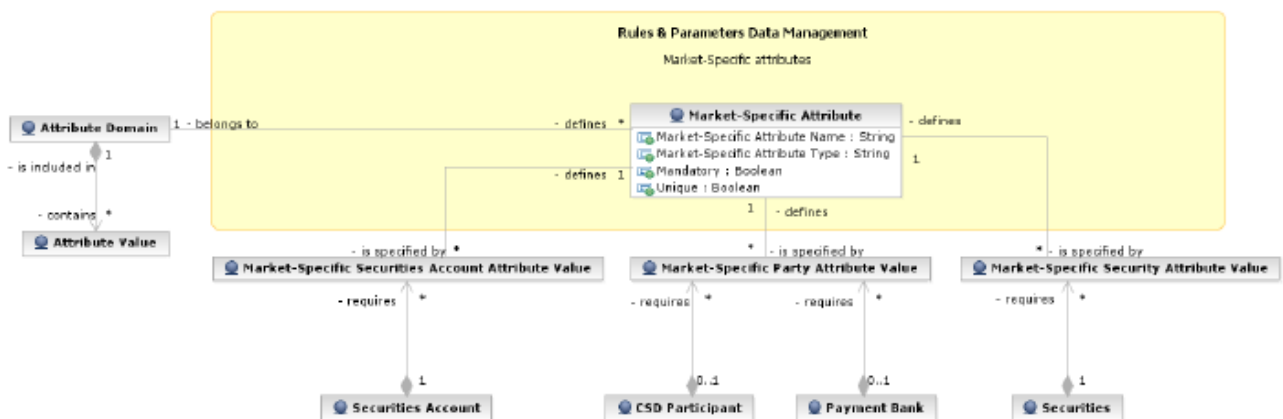 Rules & Parameters Data Management
Market-Specific attributes
Attribute Domain
1 - belongs to
- defines *
Market-Specific Attribute
- defines
Market-Specific Attribute Name : String
Market-Specific Attribute Type : String
Mandatory : Boolean
Unique : Boolean
1
- is included in
1
- defines 1
1 - defines
- contains *
Attribute Value
- is specified by *
* - is specified by
* - is specified by
Market-Specific Securities Account Attribute Value
Market-Specific Party Attribute Value
Market-Specific Security Attribute Value
- requires *
- requires *
- requires *
- requires *
1
0..1
0..1
1
Securities Account
CSD Participant
Payment Bank
Securities